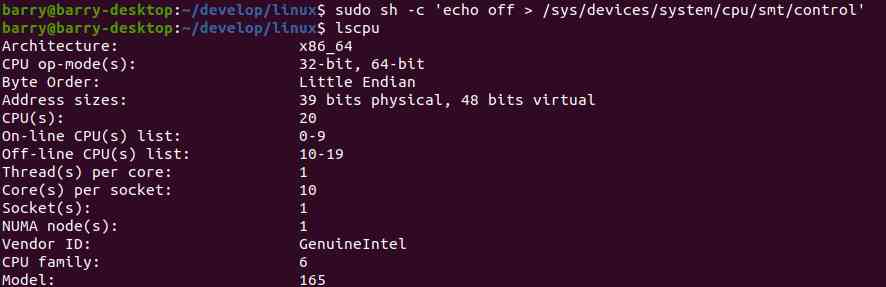 barry@barry-desktop:~/develop/linux$ sudo sh -c 'echo off > /sys/devices/system/cpu/smt/control'
barry@barry-desktop:~/develop/linux$ lscpu
Architecture: x86_64
CPU op-mode(s): 32-bit, 64-bit
Byte Order: Little Endian
Address sizes: 39 bits physical, 48 bits virtual
CPU(s): 20
On-line CPU(s) list: 0-9
Off-line CPU(s) list: 10-19
Thread(s) per core: 1
Core(s) per socket: 10
Socket(s): 1
NUMA node(s): 1
Vendor ID: GenuineIntel
CPU family: 6
Model: 165